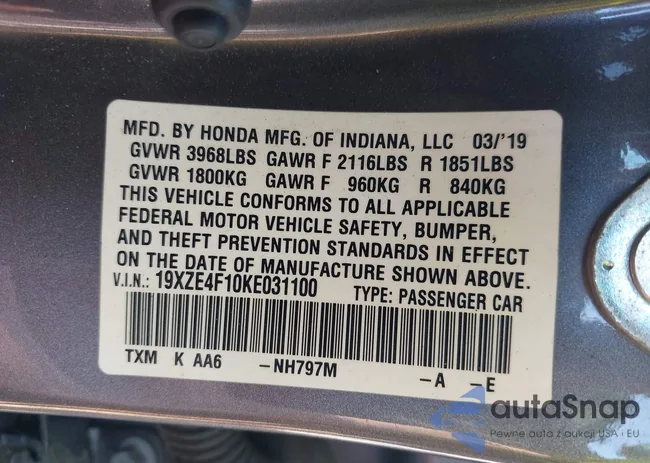 MFD. BY HONDA MFG. OF INDIANA, LLC 03/'19
GVWR 3968LBS GAWR F 2116LBS R 1851LBS
GVWR 1800KG GAWR F 960KG R 840KG
THIS VEHICLE CONFORMS TO ALL APPLICABLE
FEDERAL MOTOR VEHICLE SAFETY, BUMPER,
AND THEFT PREVENTION STANDARDS IN EFFECT
ON THE DATE OF MANUFACTURE SHOWN ABOVE.
V.I.N.: 19XZE4F10KE031100 TYPE: PASSENGER CAR
TXM K AA6 -NH797M -A -E
autaSnap
Pewne auta z aukcji USA i EU